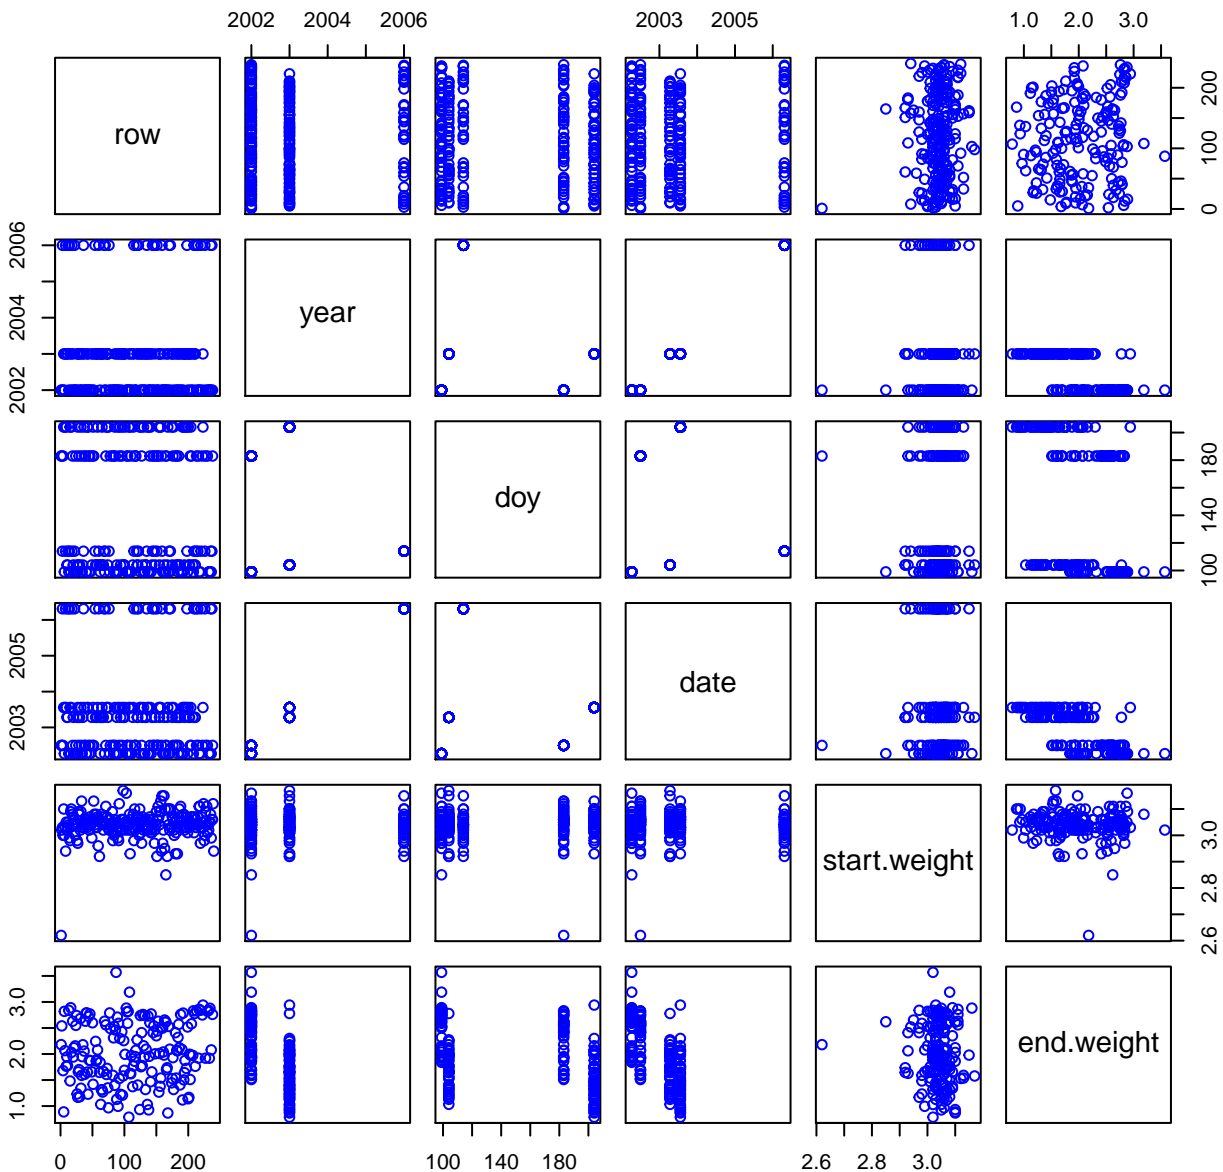 2002 2004 2006 2003 2005 1.0 2.0 3.0
row 0 100 200
2002 2004 2006 year
doy 100 140 180
2003 2005 date
start.weight 2.6 2.8 3.0
1.0 2.0 3.0 end.weight
0 100 200 100 140 180 2.6 3.0